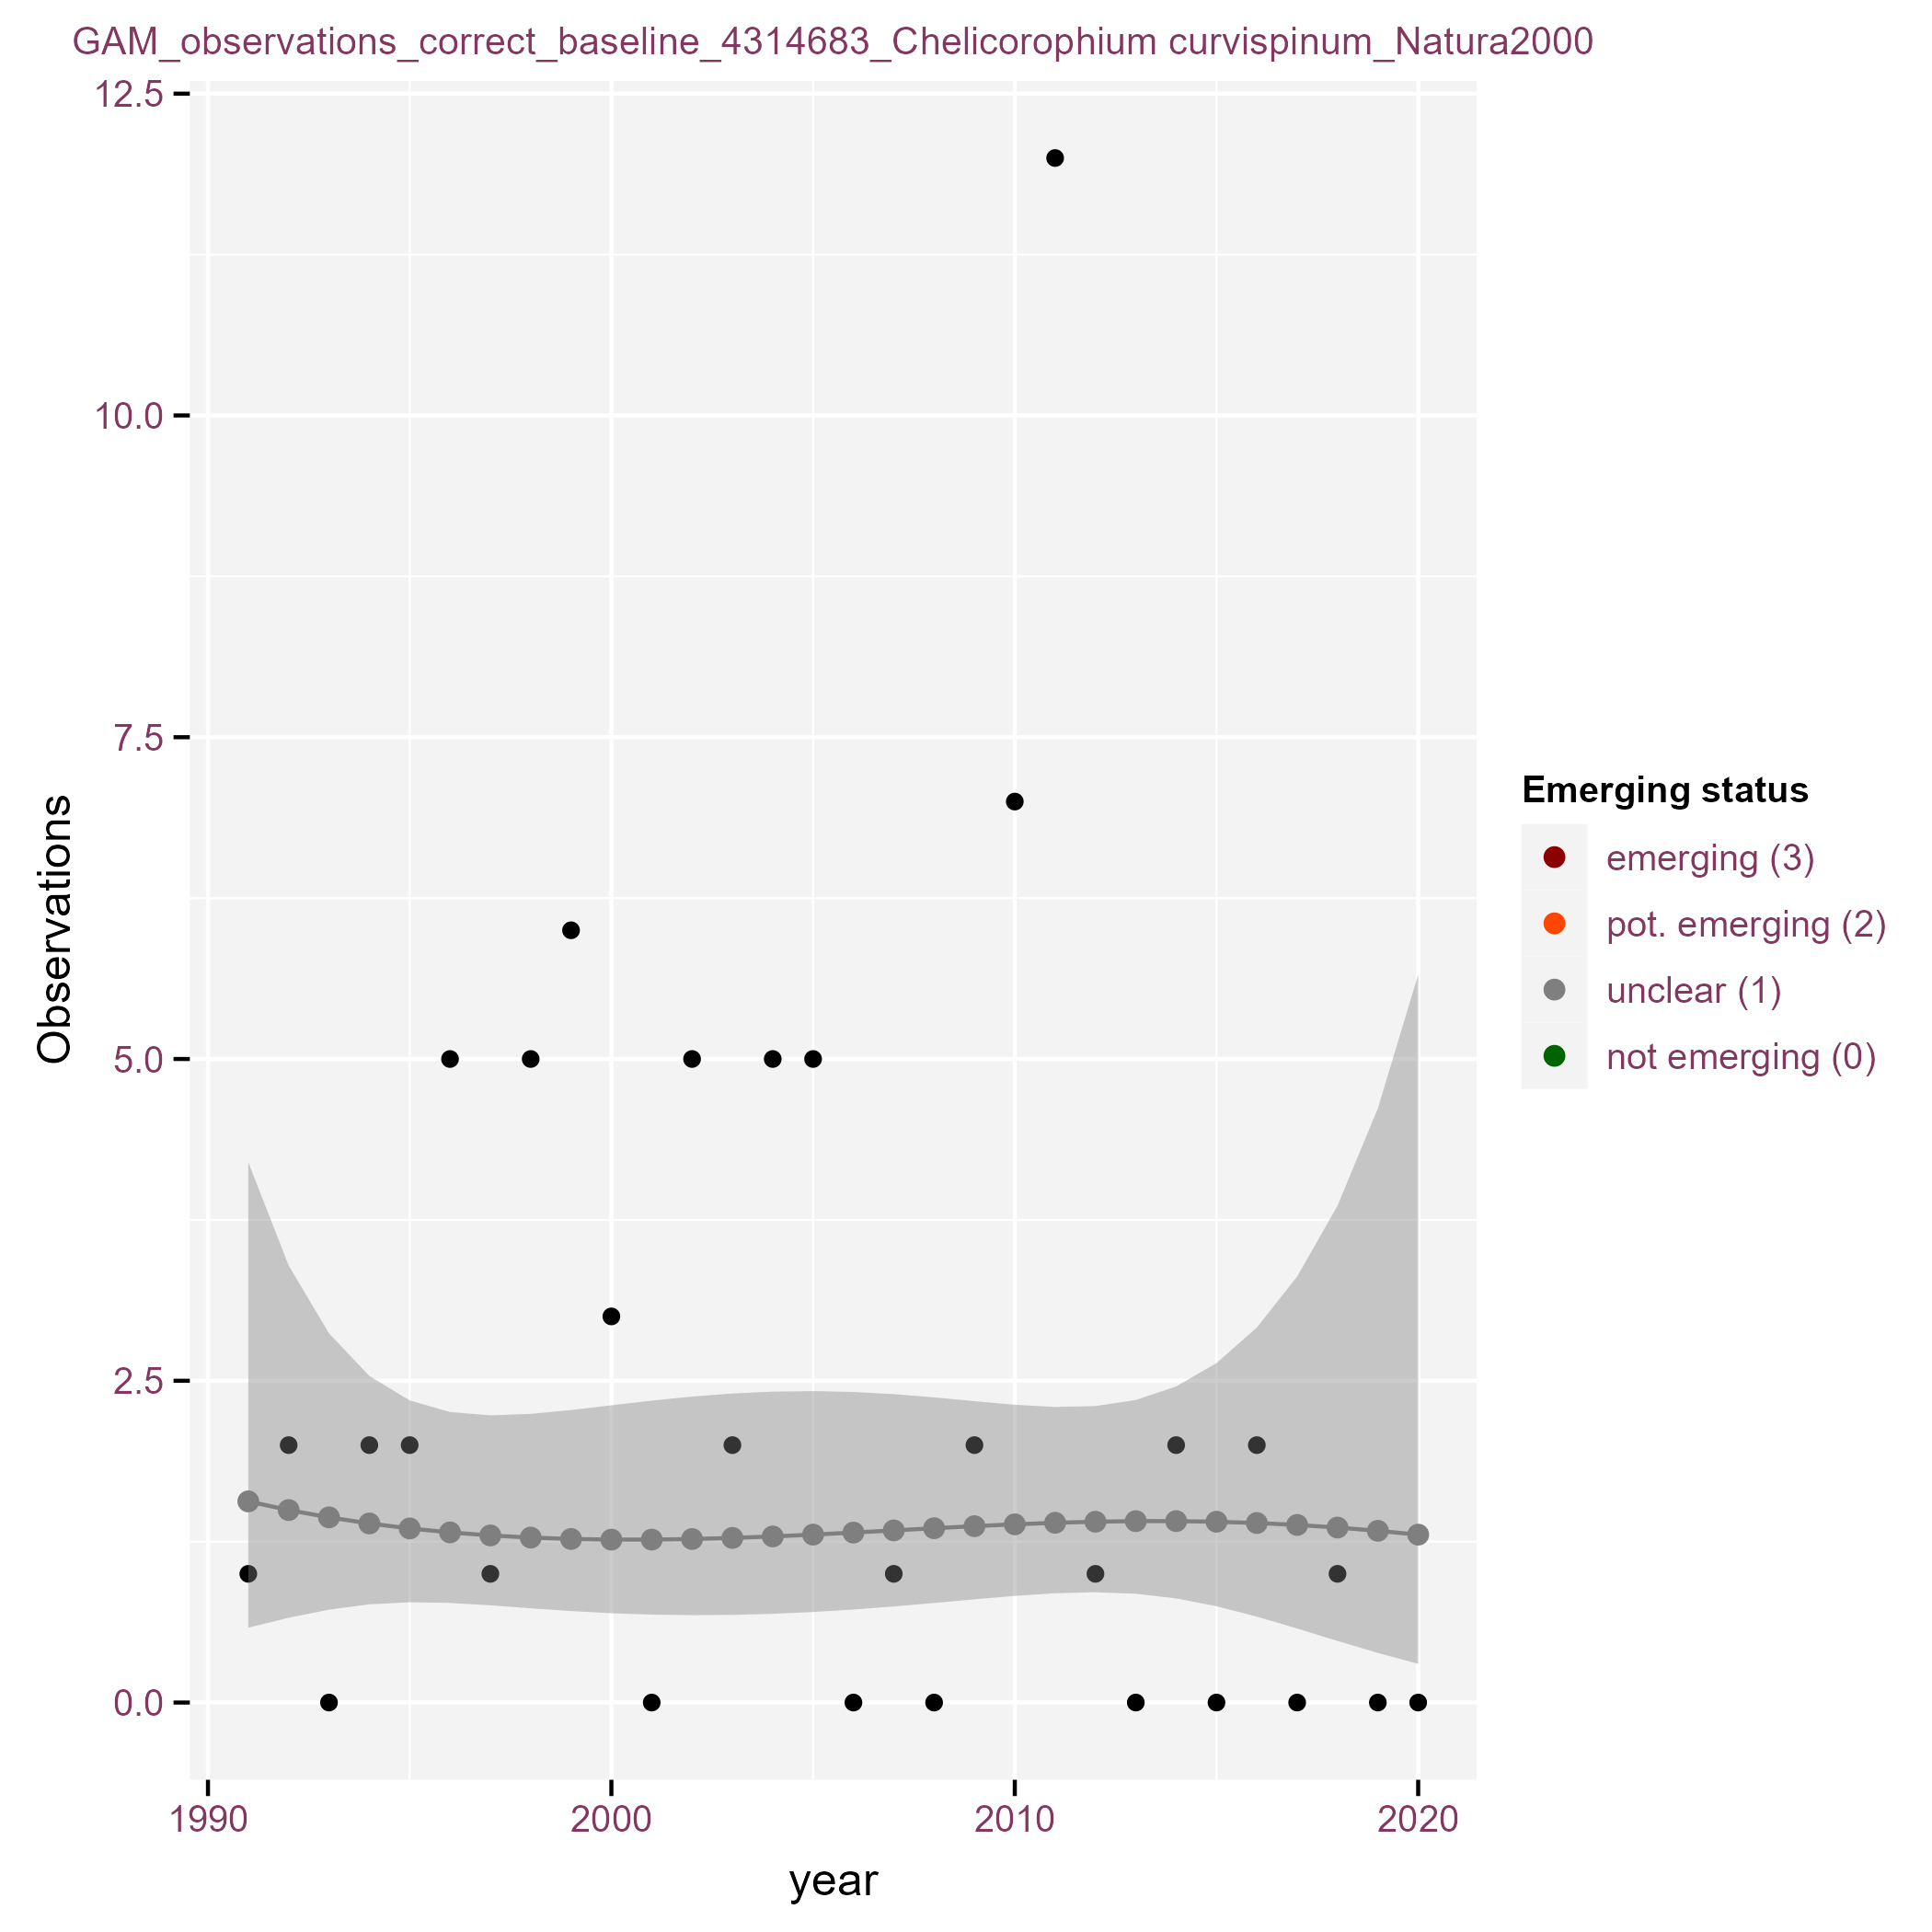 GAM_observations_correct_baseline_4314683_Chelicorophium curvispinum_Natura2000
12.5
10.0
7.5
5.0
2.5
0.0
Observations
1990
2000
2010
2020
year
Emerging status
emerging (3)
pot. emerging (2)
unclear (1)
not emerging (0)